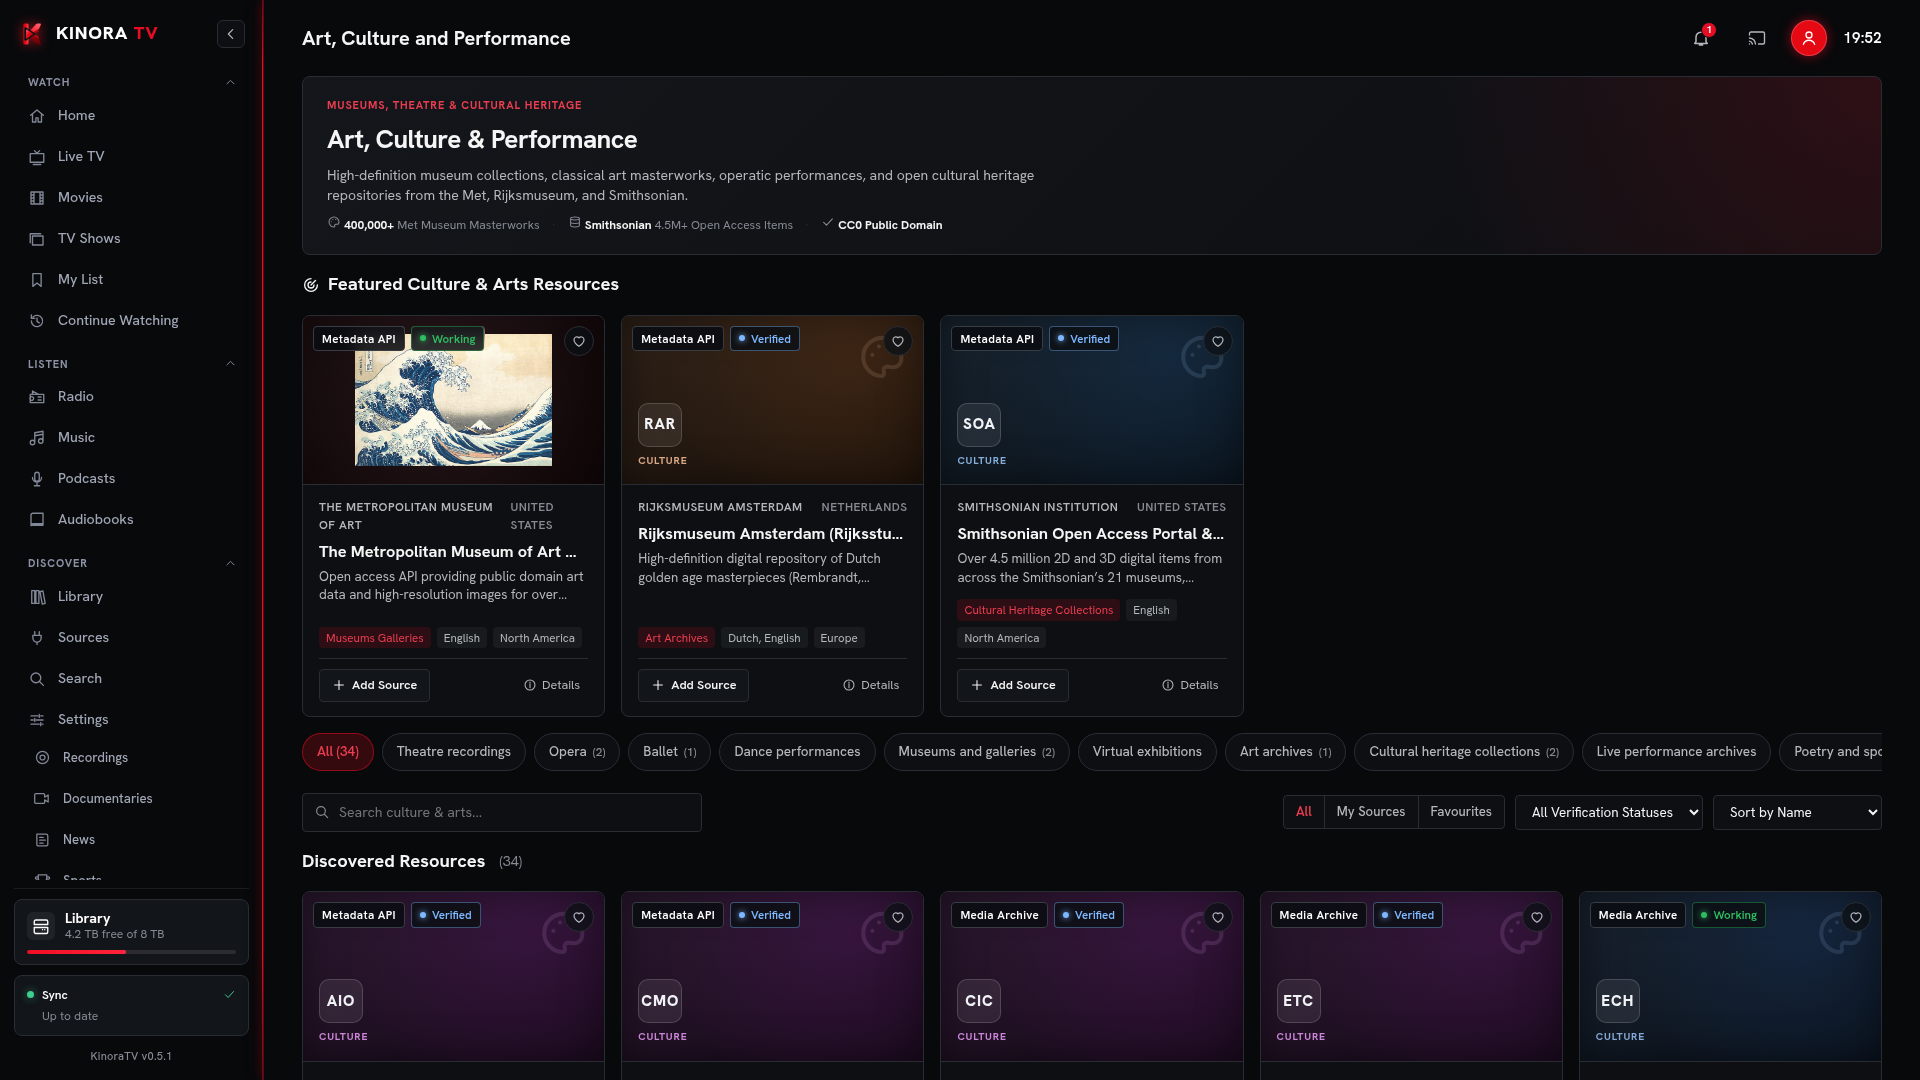 KINORA TV
WATCH
Home
Live TV
Movies
TV Shows
My List
Continue Watching
LISTEN
Radio
Music
Podcasts
Audiobooks
DISCOVER
Library
Sources
Search
Settings
Recordings
Documentaries
News
Sports
Library
4.2 TB free of 8 TB
Sync
Up to date
KinoraTV v0.5.1
Art, Culture and Performance
1
19:52
MUSEUMS, THEATRE & CULTURAL HERITAGE
Art, Culture & Performance
High-definition museum collections, classical art masterworks, operatic performances, and open cultural heritage
repositories from the Met, Rijksmuseum, and Smithsonian.
400,000+ Met Museum Masterworks · Smithsonian 4.5M+ Open Access Items · CC0 Public Domain
Featured Culture & Arts Resources
Metadata API Working
THE METROPOLITAN MUSEUM OF ART UNITED STATES
The Metropolitan Museum of Art ...
Open access API providing public domain art
data and high-resolution images for over...
Museums Galleries English North America
Add Source Details
Metadata API Verified
RAR
CULTURE
RIJKSMUSEUM AMSTERDAM NETHERLANDS
Rijksmuseum Amsterdam (Rijksstu...
High-definition digital repository of Dutch
golden age masterpieces (Rembrandt,...
Art Archives Dutch, English Europe
Add Source Details
Metadata API Verified
SOA
CULTURE
SMITHSONIAN INSTITUTION UNITED STATES
Smithsonian Open Access Portal &...
Over 4.5 million 2D and 3D digital items from
across the Smithsonian's 21 museums,...
Cultural Heritage Collections English
North America
Add Source Details
All (34) Theatre recordings Opera (2) Ballet (1) Dance performances Museums and galleries (2) Virtual exhibitions Art archives (1) Cultural heritage collections (2) Live performance archives Poetry and spo
Search culture & arts...
All My Sources Favourites All Verification Statuses Sort by Name
Discovered Resources (34)
Metadata API Verified
AIO
CULTURE
Metadata API Verified
CMO
CULTURE
Media Archive Verified
CIC
CULTURE
Media Archive Verified
ETC
CULTURE
Media Archive Working
ECH
CULTURE